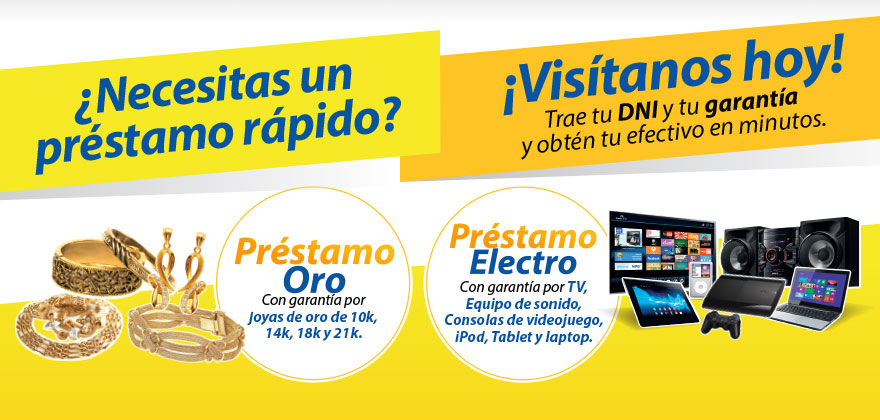 ¿Necesitas un
préstamo rápido?
¡Visítanos hoy!
Trae tu DNI y tu garantía
y obtén tu efectivo en minutos.
Préstamo
Oro
Con garantía por
Joyas de oro de 10k,
14k, 18k y 21k.
Préstamo
Electro
Con garantía por TV,
Equipo de sonido,
Consolas de videojuego,
iPod, Tablet y laptop.